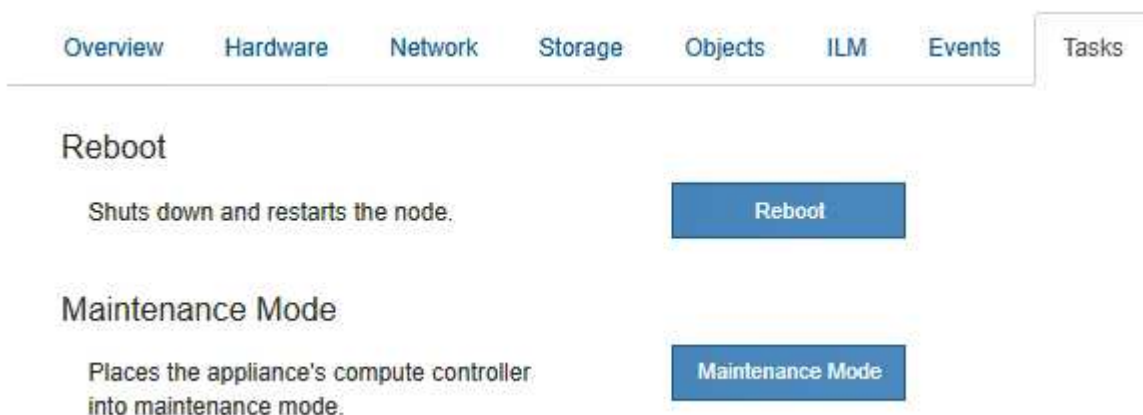 Overview Hardware Network Storage Objects ILM Events Tasks
Reboot
Shuts down and restarts the node. Reboot
Maintenance Mode
Places the appliance's compute controller Maintenance Mode
into maintenance mode.